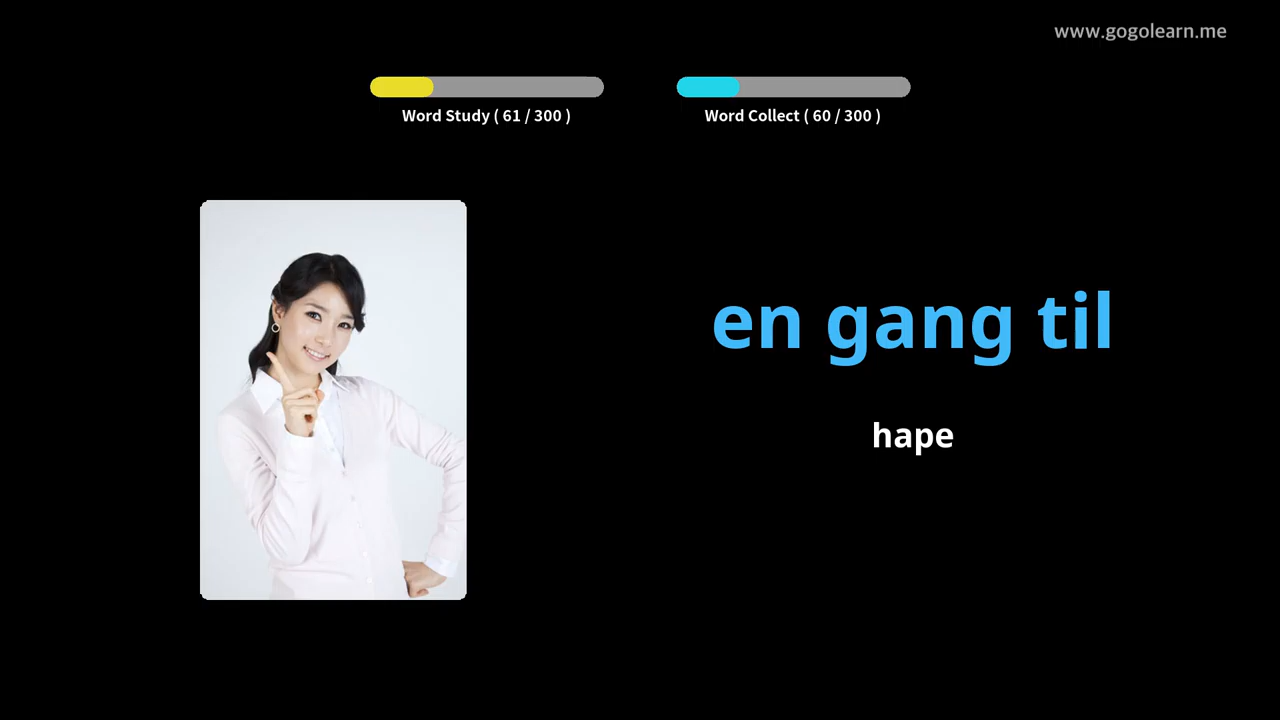 www.gogolearn.me
Word Study ( 61 / 300 )
Word Collect ( 60 / 300 )
en gang til
hape